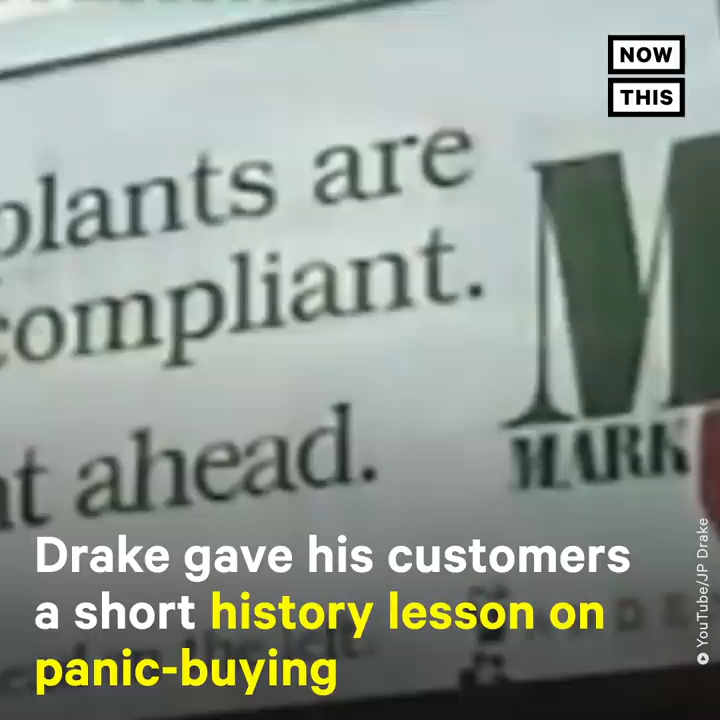 NOW
THIS
plants are
compliant.
ahead.
M
MARK
Drake gave his customers
a short history lesson on
panic-buying
YouTube/JP Drake